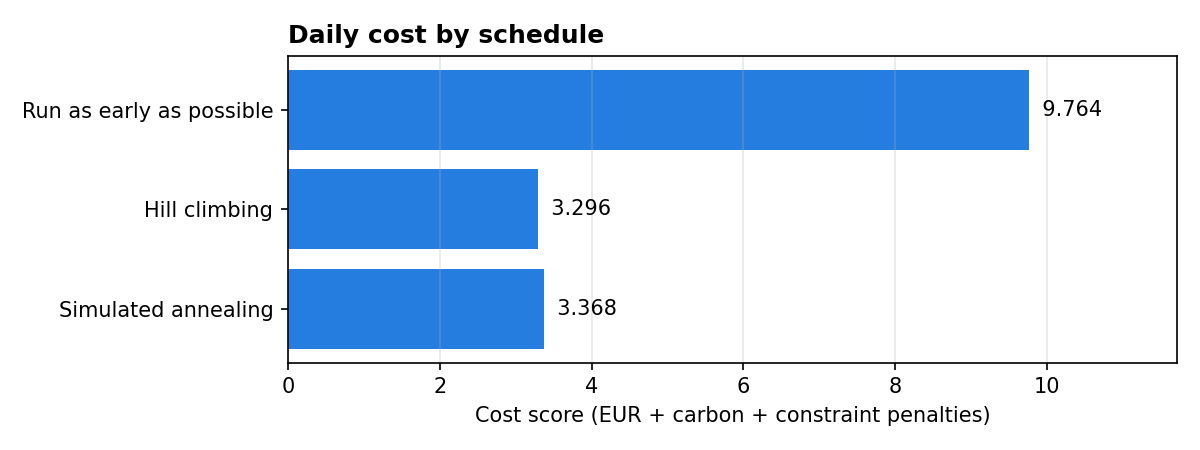 Daily cost by schedule
Run as early as possible
9.764
Hill climbing
3.296
Simulated annealing
3.368
0 2 4 6 8 10
Cost score (EUR + carbon + constraint penalties)